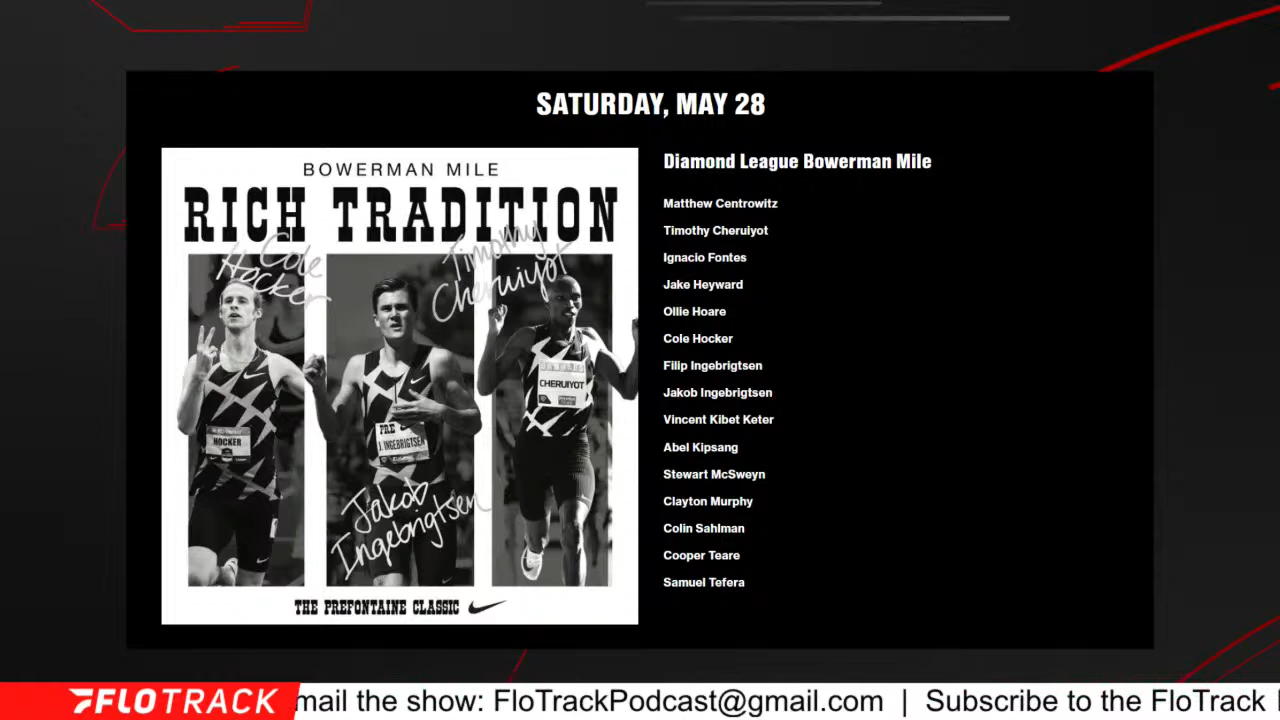 SATURDAY, MAY 28
BOWERMAN MILE
RICH TRADITION
Cole
Hocker
Timothy
Cheruiyot
HOCKER
PRE
J. INGEBRIGTSEN
CHERUIYOT
Jakob
Ingebrigtsen
THE PREFONTAINE CLASSIC
Diamond League Bowerman Mile
Matthew Centrowitz
Timothy Cheruiyot
Ignacio Fontes
Jake Heyward
Ollie Hoare
Cole Hocker
Filip Ingebrigtsen
Jakob Ingebrigtsen
Vincent Kibet Keter
Abel Kipsang
Stewart McSweyn
Clayton Murphy
Colin Sahlman
Cooper Teare
Samuel Tefera
FLOTRACK
mail the show: FloTrackPodcast@gmail.com | Subscribe to the FloTrack